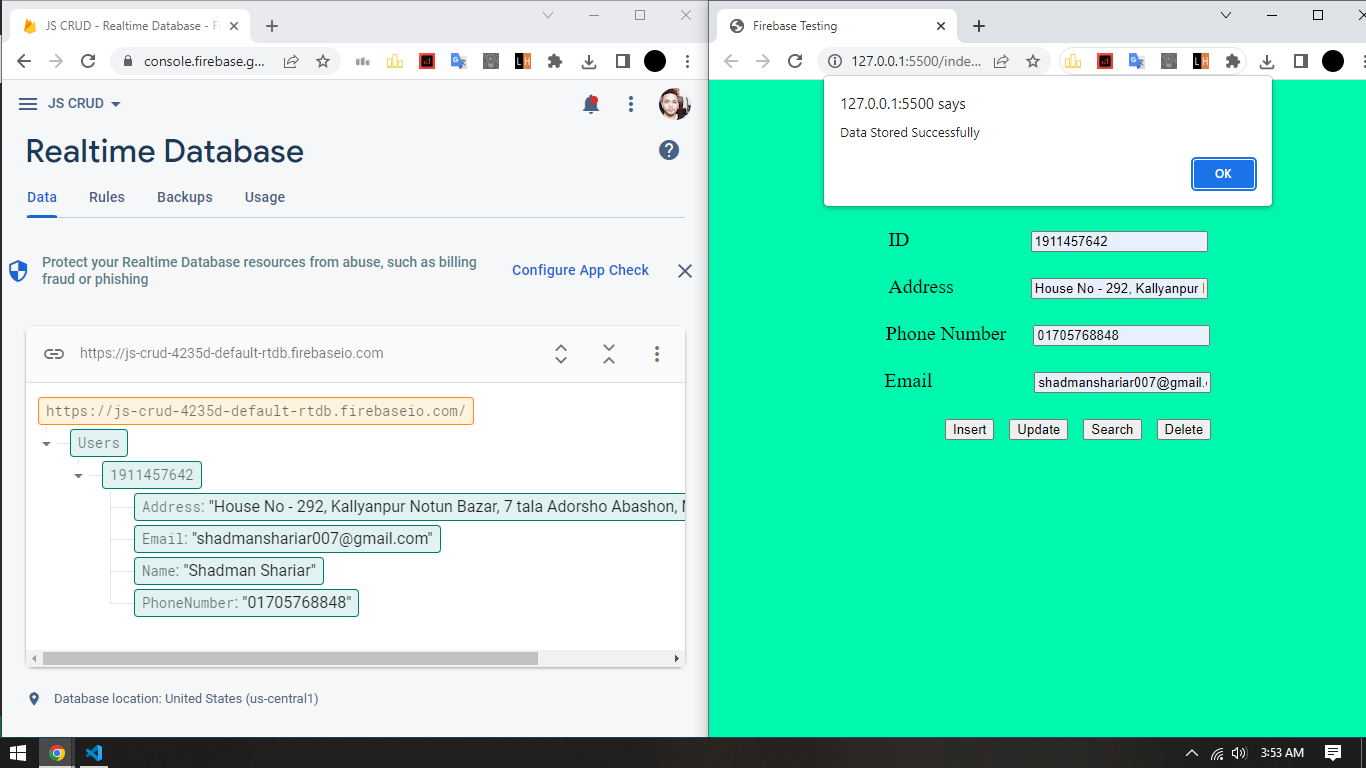 JS CRUD - Realtime Database - Fi
console.firebase.g...
JS CRUD
Realtime Database
Data Rules Backups Usage
Protect your Realtime Database resources from abuse, such as billing
fraud or phishing
Configure App Check
https://js-crud-4235d-default-rtdb.firebaseio.com
https://js-crud-4235d-default-rtdb.firebaseio.com/
Users
1911457642
Address: "House No - 292, Kallyanpur Notun Bazar, 7 tala Adorsho Abashon,
Email: "shadmanshariar007@gmail.com"
Name: "Shadman Shariar"
PhoneNumber: "01705768848"
Database location: United States (us-central1)
Firebase Testing
127.0.0.1:5500/inde...
127.0.0.1:5500 says
Data Stored Successfully
OK
ID 1911457642
Address House No - 292, Kallyanpur
Phone Number 01705768848
Email shadmanshariar007@gmail.
Insert Update Search Delete
3:53 AM